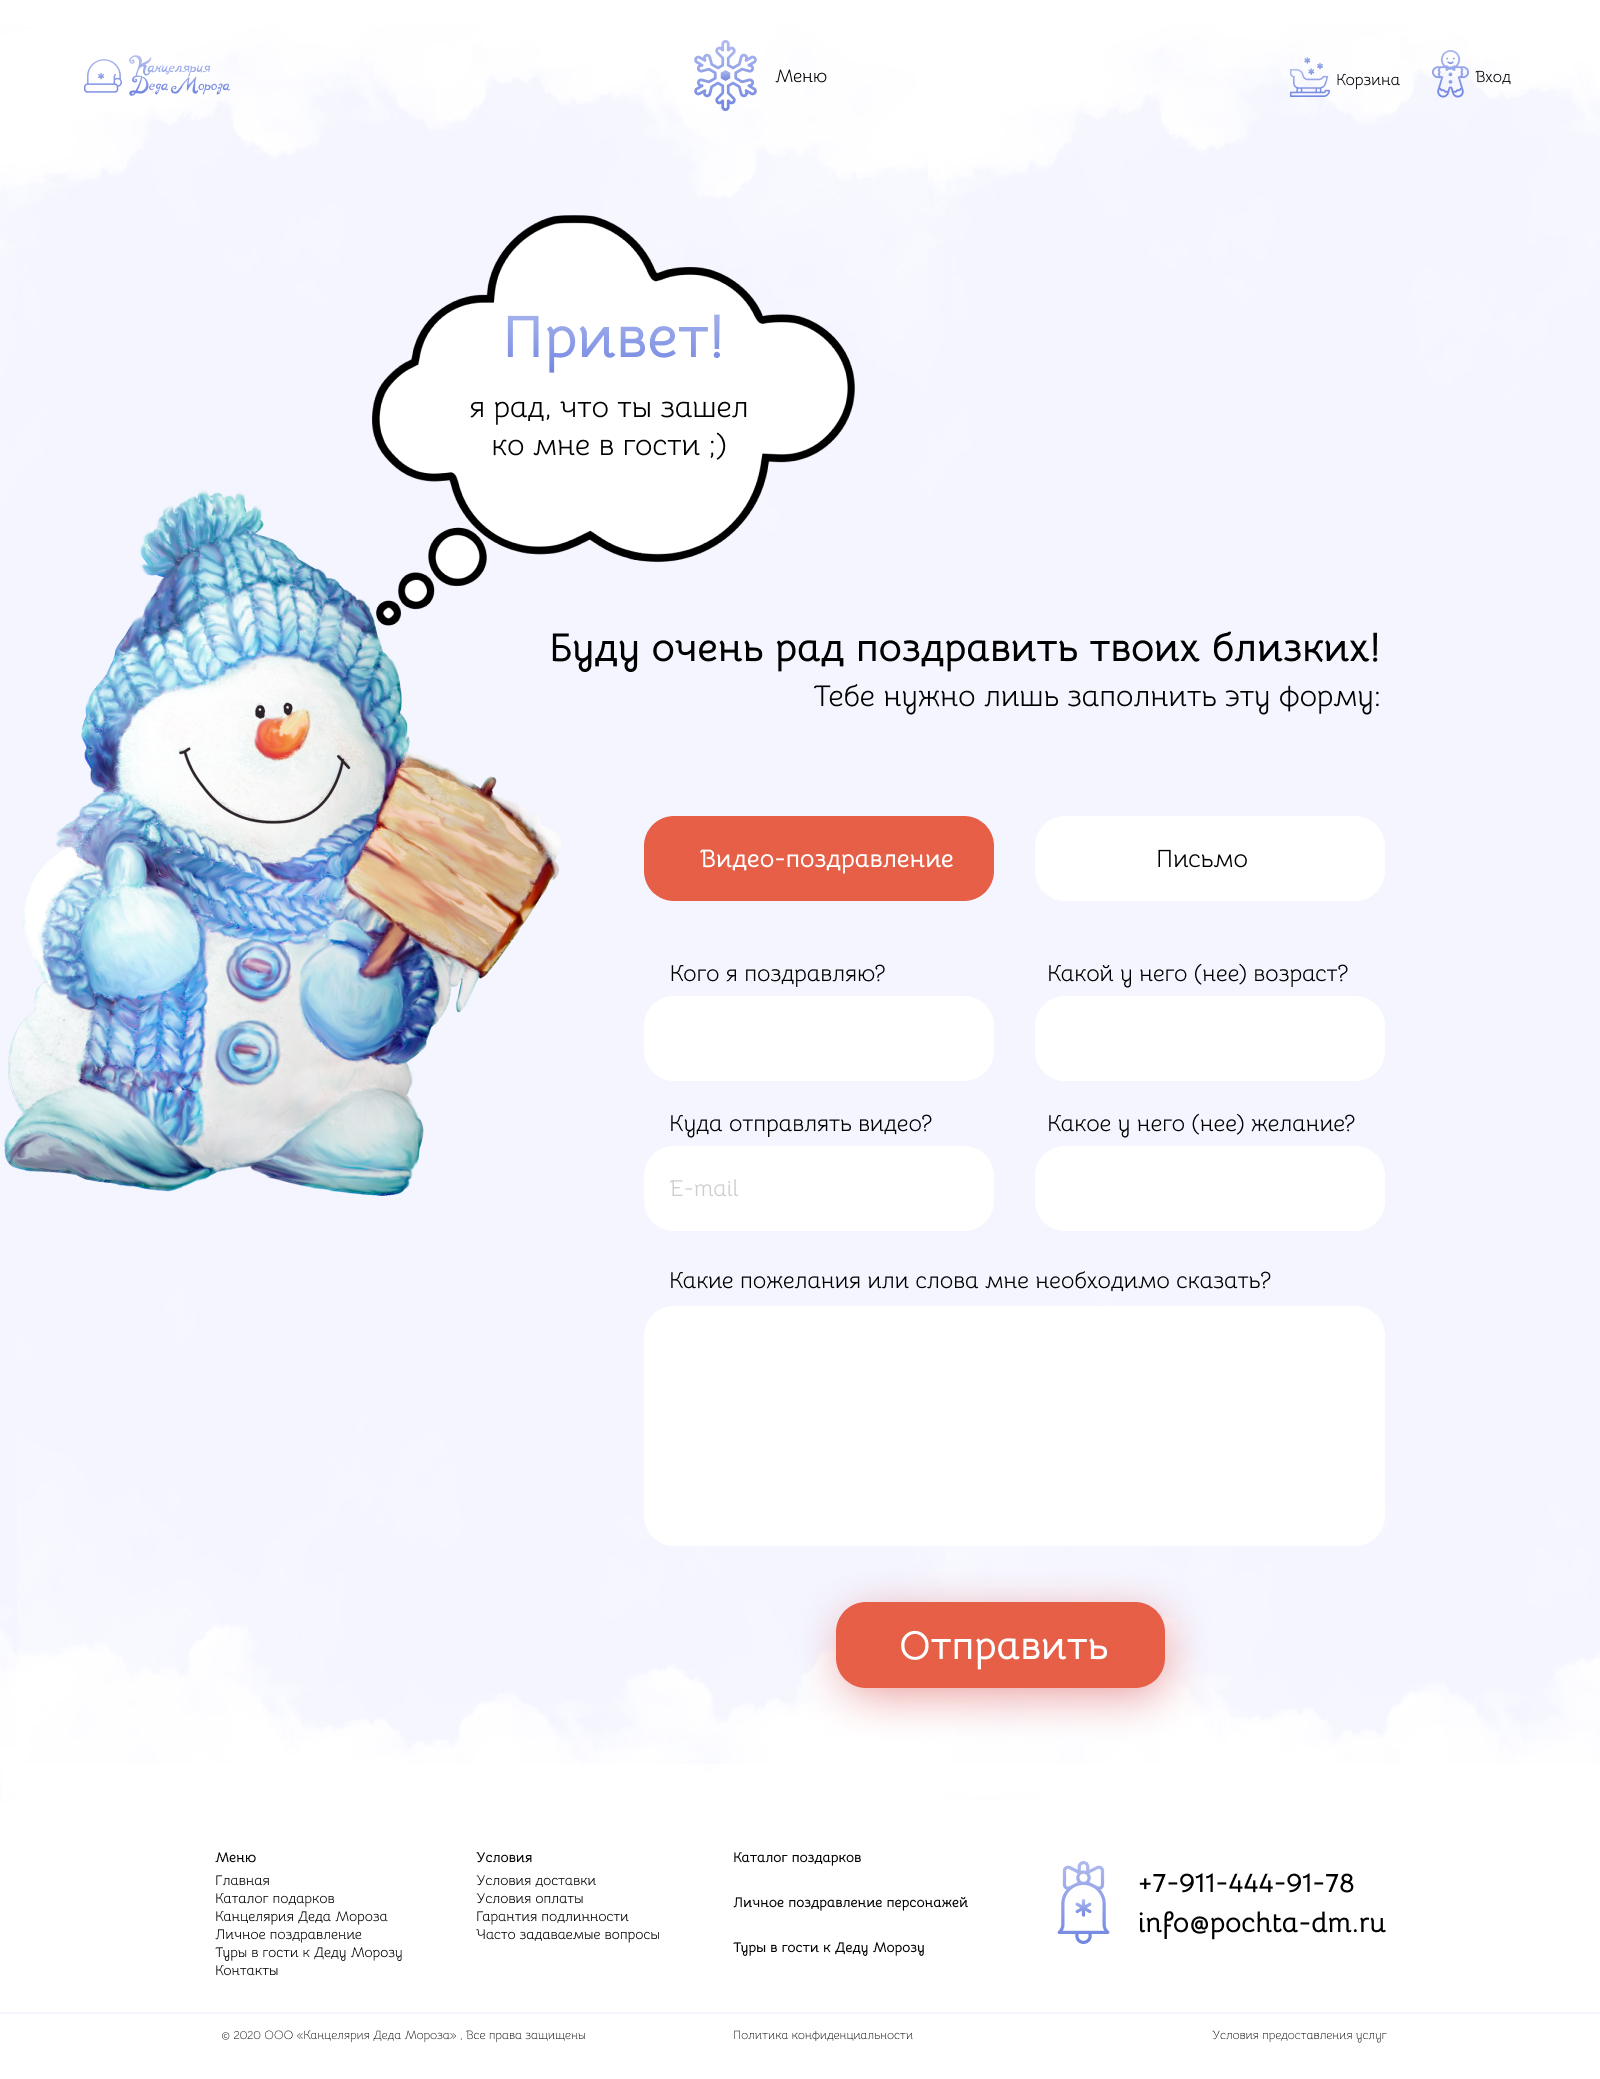 Канцелярия
Деда Мороза
Меню
Корзина
Вход
Привет!
я рад, что ты зашел
ко мне в гости ;)
Буду очень рад поздравить твоих близких!
Тебе нужно лишь заполнить эту форму:
Видео-поздравление
Письмо
Кого я поздравляю?
Какой у него (нее) возраст?
Куда отправлять видео?
Какое у него (нее) желание?
E-mail
Какие пожелания или слова мне необходимо сказать?
Отправить
Меню
Главная
Каталог подарков
Канцелярия Деда Мороза
Личное поздравление
Туры в гости к Деду Морозу
Контакты
Условия
Условия доставки
Условия оплаты
Гарантия подлинности
Часто задаваемые вопросы
Каталог поздарков
Личное поздравление персонажей
Туры в гости к Деду Морозу
+7-911-444-91-78
info@pochta-dm.ru
© 2020 ООО «Канцелярия Деда Мороза» , Все права защищены
Политика конфиденциальности
Условия предоставления услуг